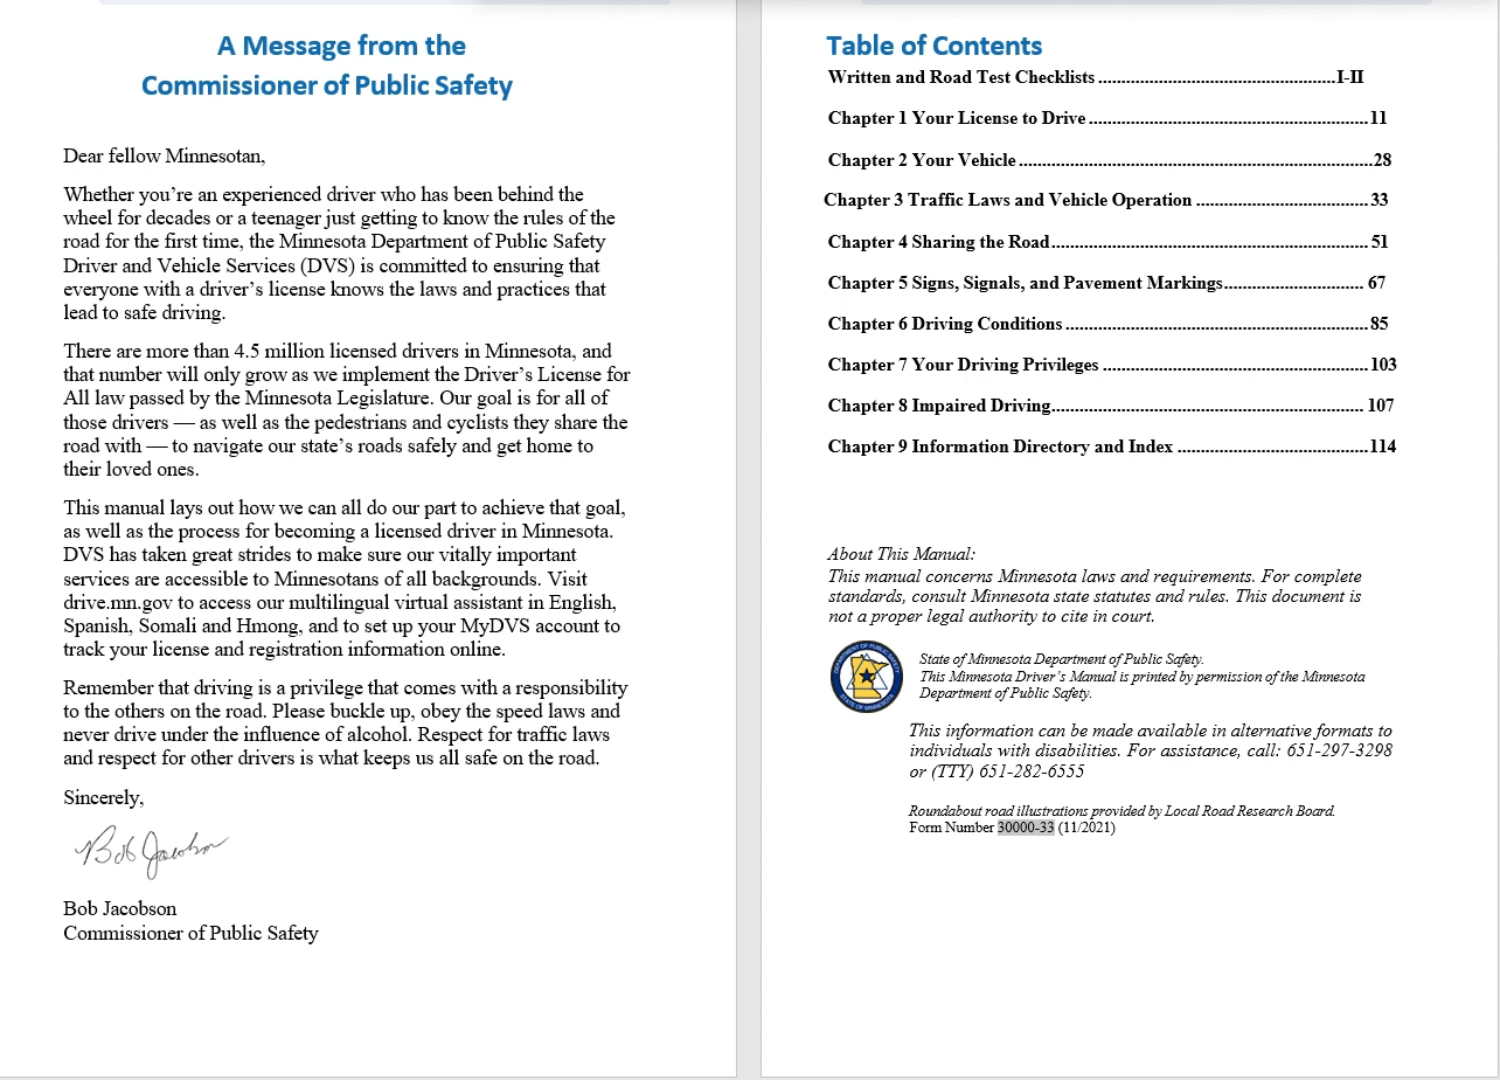 A Message from the
Commissioner of Public Safety
Dear fellow Minnesotan,
Whether you’re an experienced driver who has been behind the
wheel for decades or a teenager just getting to know the rules of the
road for the first time, the Minnesota Department of Public Safety
Driver and Vehicle Services (DVS) is committed to ensuring that
everyone with a driver’s license knows the laws and practices that
lead to safe driving.
There are more than 4.5 million licensed drivers in Minnesota, and
that number will only grow as we implement the Driver’s License for
All law passed by the Minnesota Legislature. Our goal is for all of
those drivers — as well as the pedestrians and cyclists they share the
road with — to navigate our state’s roads safely and get home to
their loved ones.
This manual lays out how we can all do our part to achieve that goal,
as well as the process for becoming a licensed driver in Minnesota.
DVS has taken great strides to make sure our vitally important
services are accessible to Minnesotans of all backgrounds. Visit
drive.mn.gov to access our multilingual virtual assistant in English,
Spanish, Somali and Hmong, and to set up your MyDVS account to
track your license and registration information online.
Remember that driving is a privilege that comes with a responsibility
to the others on the road. Please buckle up, obey the speed laws and
never drive under the influence of alcohol. Respect for traffic laws
and respect for other drivers is what keeps us all safe on the road.
Sincerely,
Bob Jacobson
Bob Jacobson
Commissioner of Public Safety
Table of Contents
Written and Road Test Checklists ..................................................I-II
Chapter 1 Your License to Drive ...........................................................11
Chapter 2 Your Vehicle ...........................................................................28
Chapter 3 Traffic Laws and Vehicle Operation .....................................33
Chapter 4 Sharing the Road.................................................................... 51
Chapter 5 Signs, Signals, and Pavement Markings.............................. 67
Chapter 6 Driving Conditions ................................................................85
Chapter 7 Your Driving Privileges ........................................................103
Chapter 8 Impaired Driving.................................................................. 107
Chapter 9 Information Directory and Index .........................................114
About This Manual:
This manual concerns Minnesota laws and requirements. For complete
standards, consult Minnesota state statutes and rules. This document is
not a proper legal authority to cite in court.
DEPARTMENT OF PUBLIC SAFETY
STATE OF MINNESOTA
State of Minnesota Department of Public Safety.
This Minnesota Driver’s Manual is printed by permission of the Minnesota
Department of Public Safety.
This information can be made available in alternative formats to
individuals with disabilities. For assistance, call: 651-297-3298
or (TTY) 651-282-6555
Roundabout road illustrations provided by Local Road Research Board.
Form Number 30000-33 (11/2021)